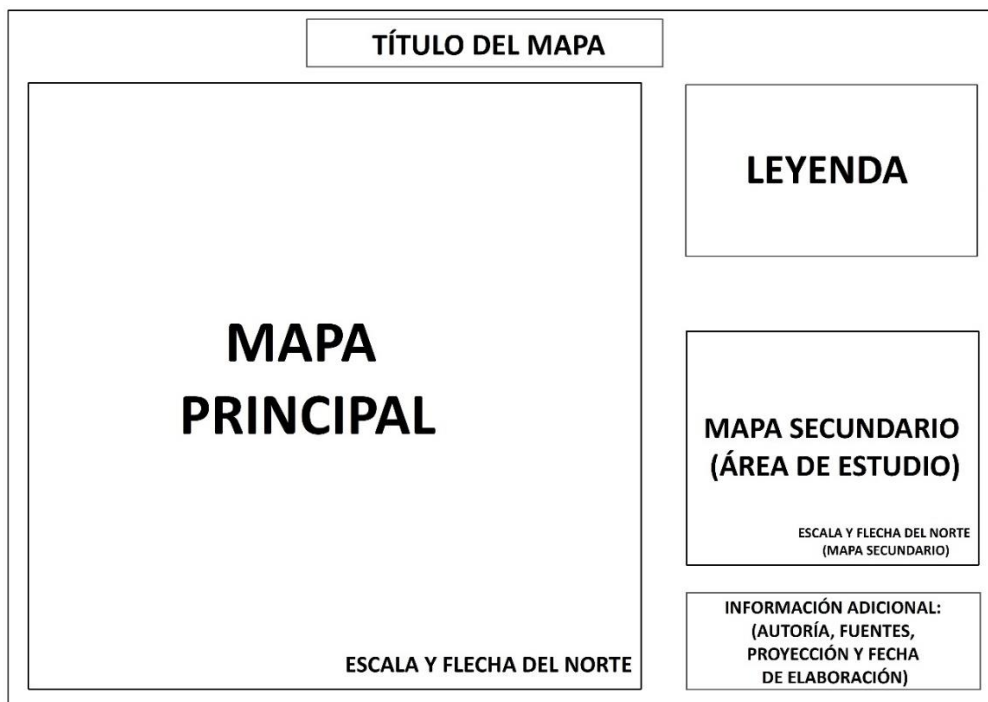 TÍTULO DEL MAPA
MAPA
PRINCIPAL
ESCALA Y FLECHA DEL NORTE
LEYENDA
MAPA SECUNDARIO
(ÁREA DE ESTUDIO)
ESCALA Y FLECHA DEL NORTE
(MAPA SECUNDARIO)
INFORMACIÓN ADICIONAL:
(AUTORÍA, FUENTES,
PROYECCIÓN Y FECHA
DE ELABORACIÓN)